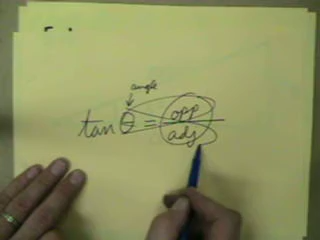 angle
tan θ = opp
adj